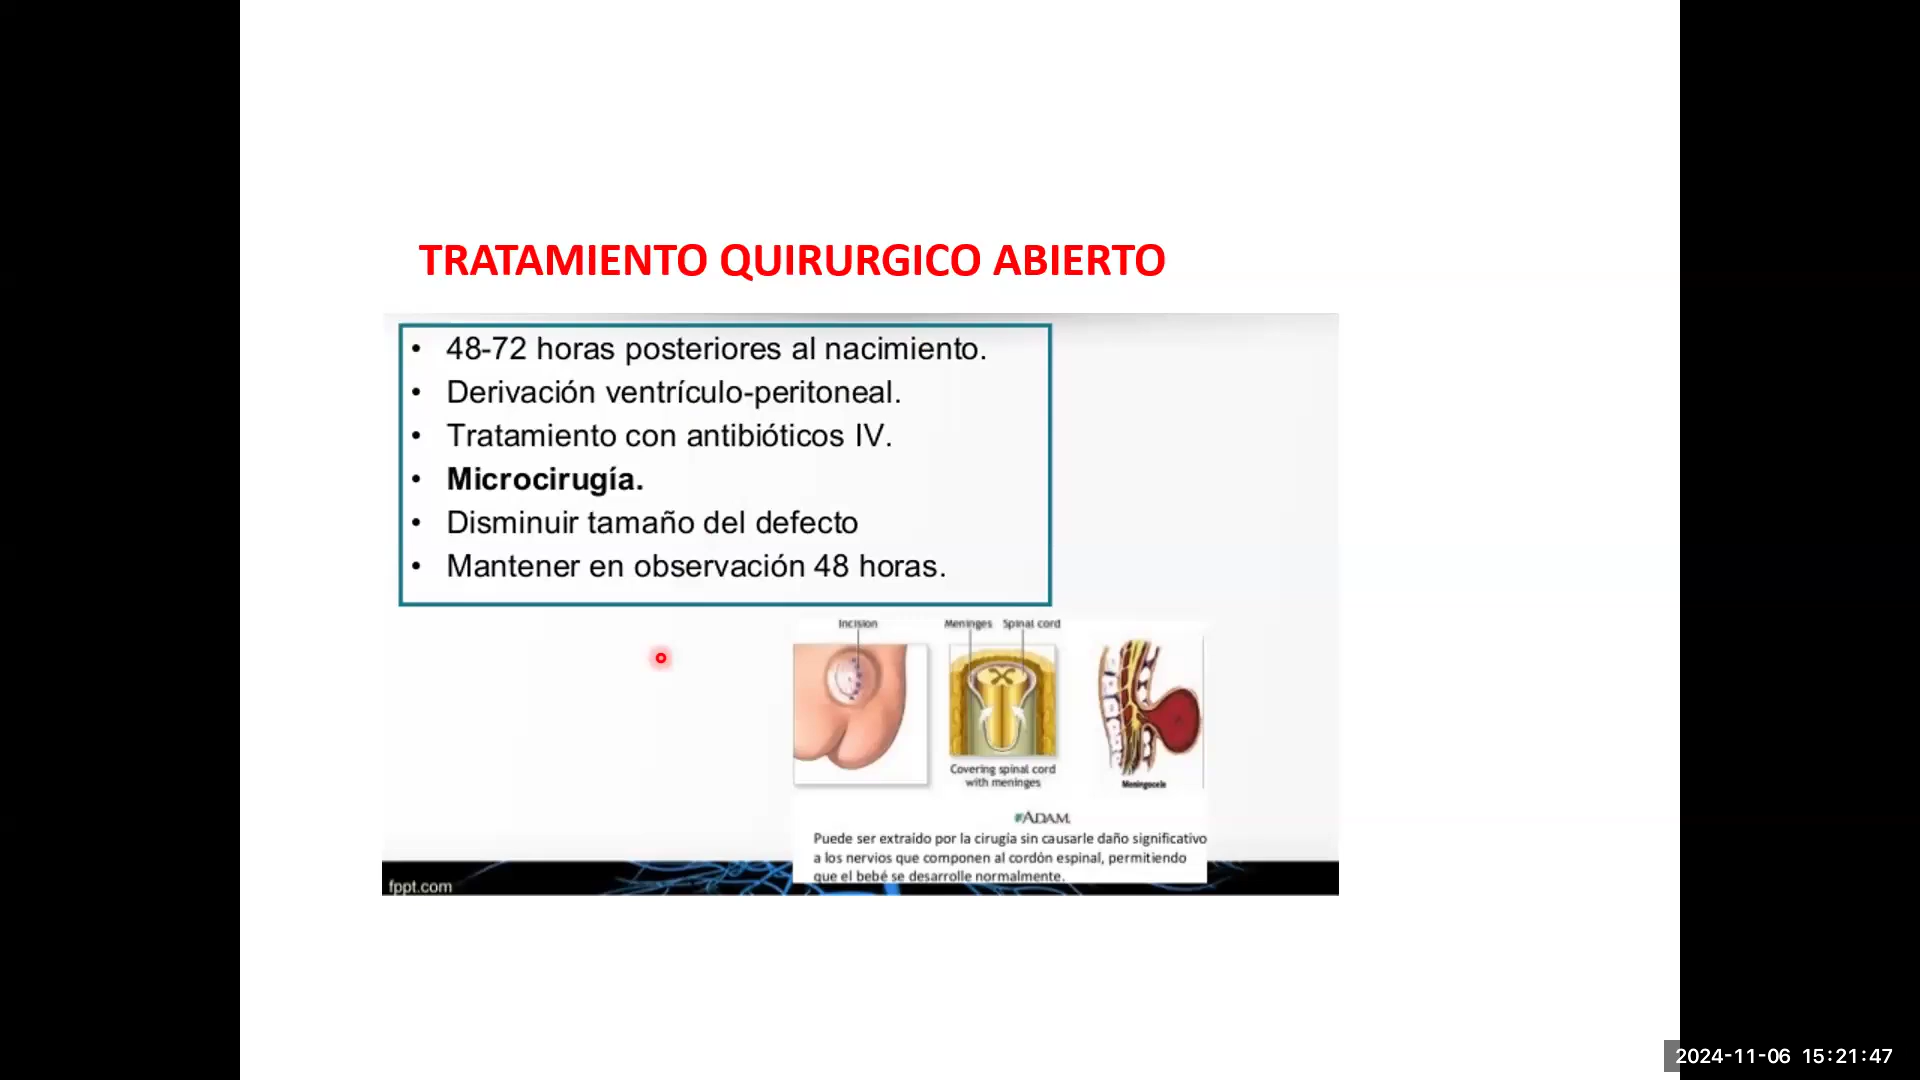 TRATAMIENTO QUIRURGICO ABIERTO
• 48-72 horas posteriores al nacimiento.
• Derivación ventrículo-peritoneal.
• Tratamiento con antibióticos IV.
• Microcirugía.
• Disminuir tamaño del defecto
• Mantener en observación 48 horas.
Incision
Meninges Spinal cord
Covering spinal cord
with meninges
Meningocele
ADAM.
Puede ser extraído por la cirugía sin causarle daño significativo
a los nervios que componen al cordón espinal, permitiendo
que el bebé se desarrolle normalmente.
fppt.com
2024-11-06 15:21:47